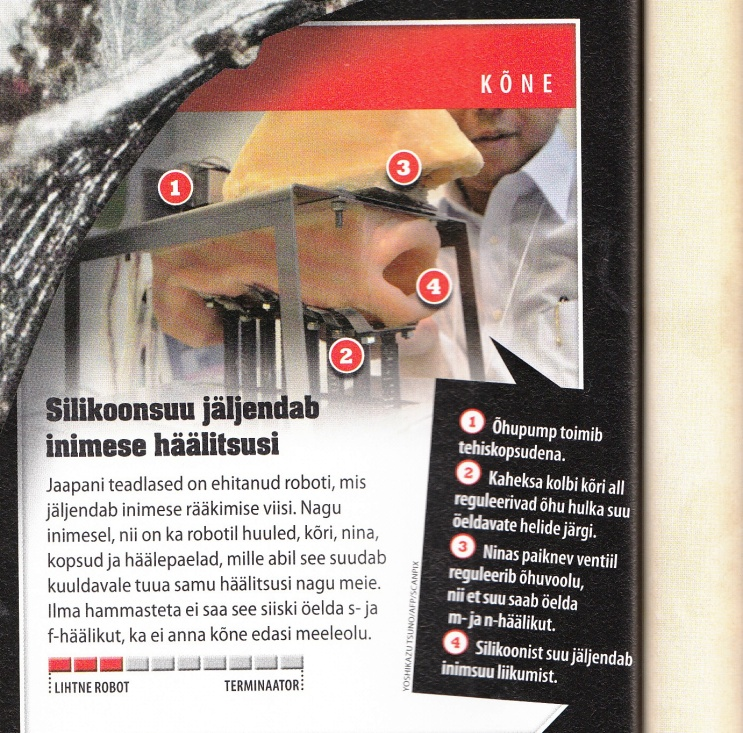 KÕNE
1
3
4
2
Silikoonsuu jäljendab
inimese häälitsusi
Jaapani teadlased on ehitanud roboti, mis
jäljendab inimese rääkimise viisi. Nagu
inimesel, nii on ka robotil huuled, kõri, nina,
kopsud ja häälepaelad, mille abil see suudab
kuuldavale tuua samu häälitsusi nagu meie.
Ilma hammasteta ei saa see siiski öelda s- ja
f-häälikut, ka ei anna kõne edasi meeleolu.
LIHTNE ROBOT
TERMINAATOR
1 Õhupump toimib
tehiskopsudena.
2 Kaheksa kolbi kõri all
reguleerivad õhu hulka suu
öeldavate helide järgi.
3 Ninas paiknev ventiil
reguleerib õhuvoolu,
nii et suu saab öelda
m- ja n-häälikut.
4 Silikoonist suu jäljendab
inimsuu liikumist.
YOSHIKAZU TSUNO/AFP/SCANPIX